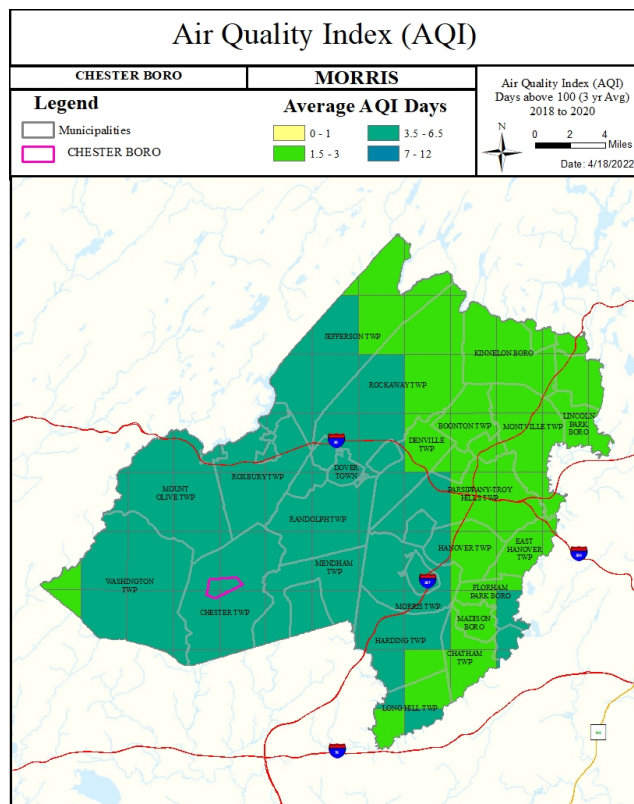 Air Quality Index (AQI)
CHESTER BORO
MORRIS
Air Quality Index (AQI)
Days above 100 (3 yr Avg)
2018 to 2020
Legend
Municipalities
CHESTER BORO
Average AQI Days
0 - 1
3.5 - 6.5
1.5 - 3
7 - 12
N
0 2 4
Miles
Date: 4/18/2022
JEFFERSON TWP
KINNELON BORO
ROCKAWAY TWP
LINCOLN
PARK
BORO
BOONTON TWP
MONTVILLE TWP
DENVILLE
TWP
80
DOVER
TOWN
ROXBURY TWP
MOUNT
OLIVE TWP
PARSIPPANY-TROY
HILLS TWP
RANDOLPH TWP
HANOVER TWP
EAST
HANOVER
TWP
280
MENDHAM
TWP
WASHINGTON
TWP
287
FLORHAM
PARK BORO
CHESTER TWP
MORRIS TWP
MADISON
BORO
HARDING TWP
CHATHAM
TWP
LONG HILL TWP
78